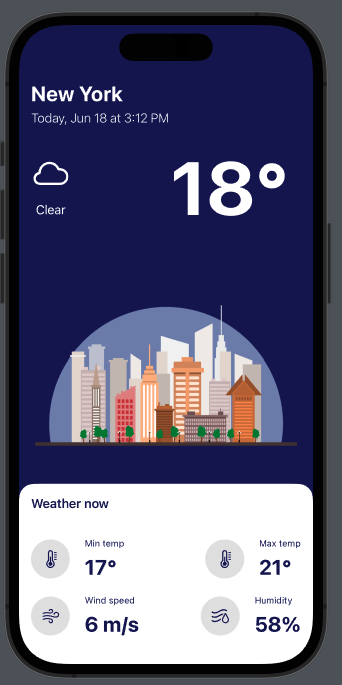 New York
Today, Jun 18 at 3:12 PM
18°
Clear
Weather now
Min temp
17°
Max temp
21°
Wind speed
6 m/s
Humidity
58%